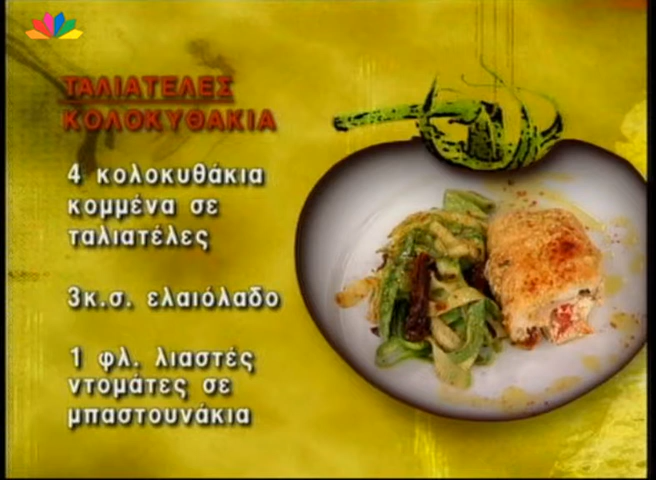 ΤΑΛΙΑΤΕΛΕΣ
ΚΟΛΟΚΥΘΑΚΙΑ
4 κολοκυθάκια
κομμένα σε
ταλιατέλες
3κ.σ. ελαιόλαδο
1 φλ. λιαστές
ντομάτες σε
μπαστουνάκια